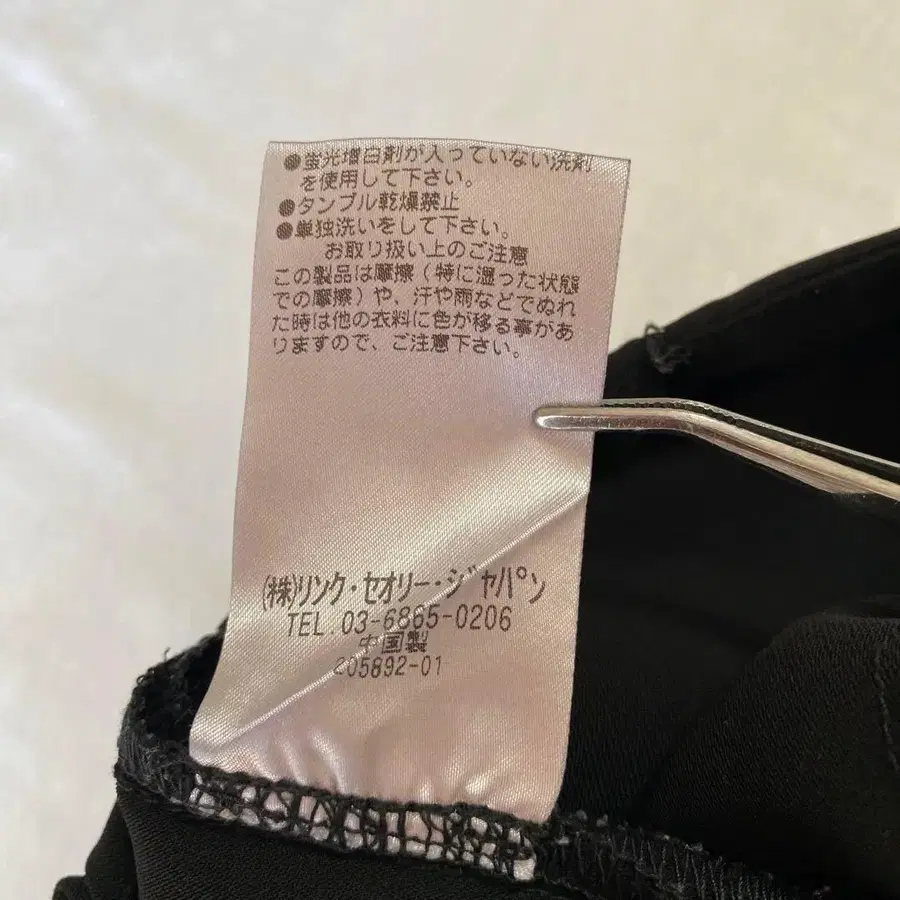 ●蛍光増白剤が入っていない洗剤
を使用して下さい。
●タンブル乾燥禁止
●単独洗いをして下さい。
お取り扱い上のご注意
この製品は摩擦(特に湿った状態
での摩擦)や、汗や雨などでぬれ
た時は他の衣料に色が移る事があ
りますので、ご注意下さい。
(株)リンク・セオリー・ジャパン
TEL.03-6865-0206
中国製
205892-01